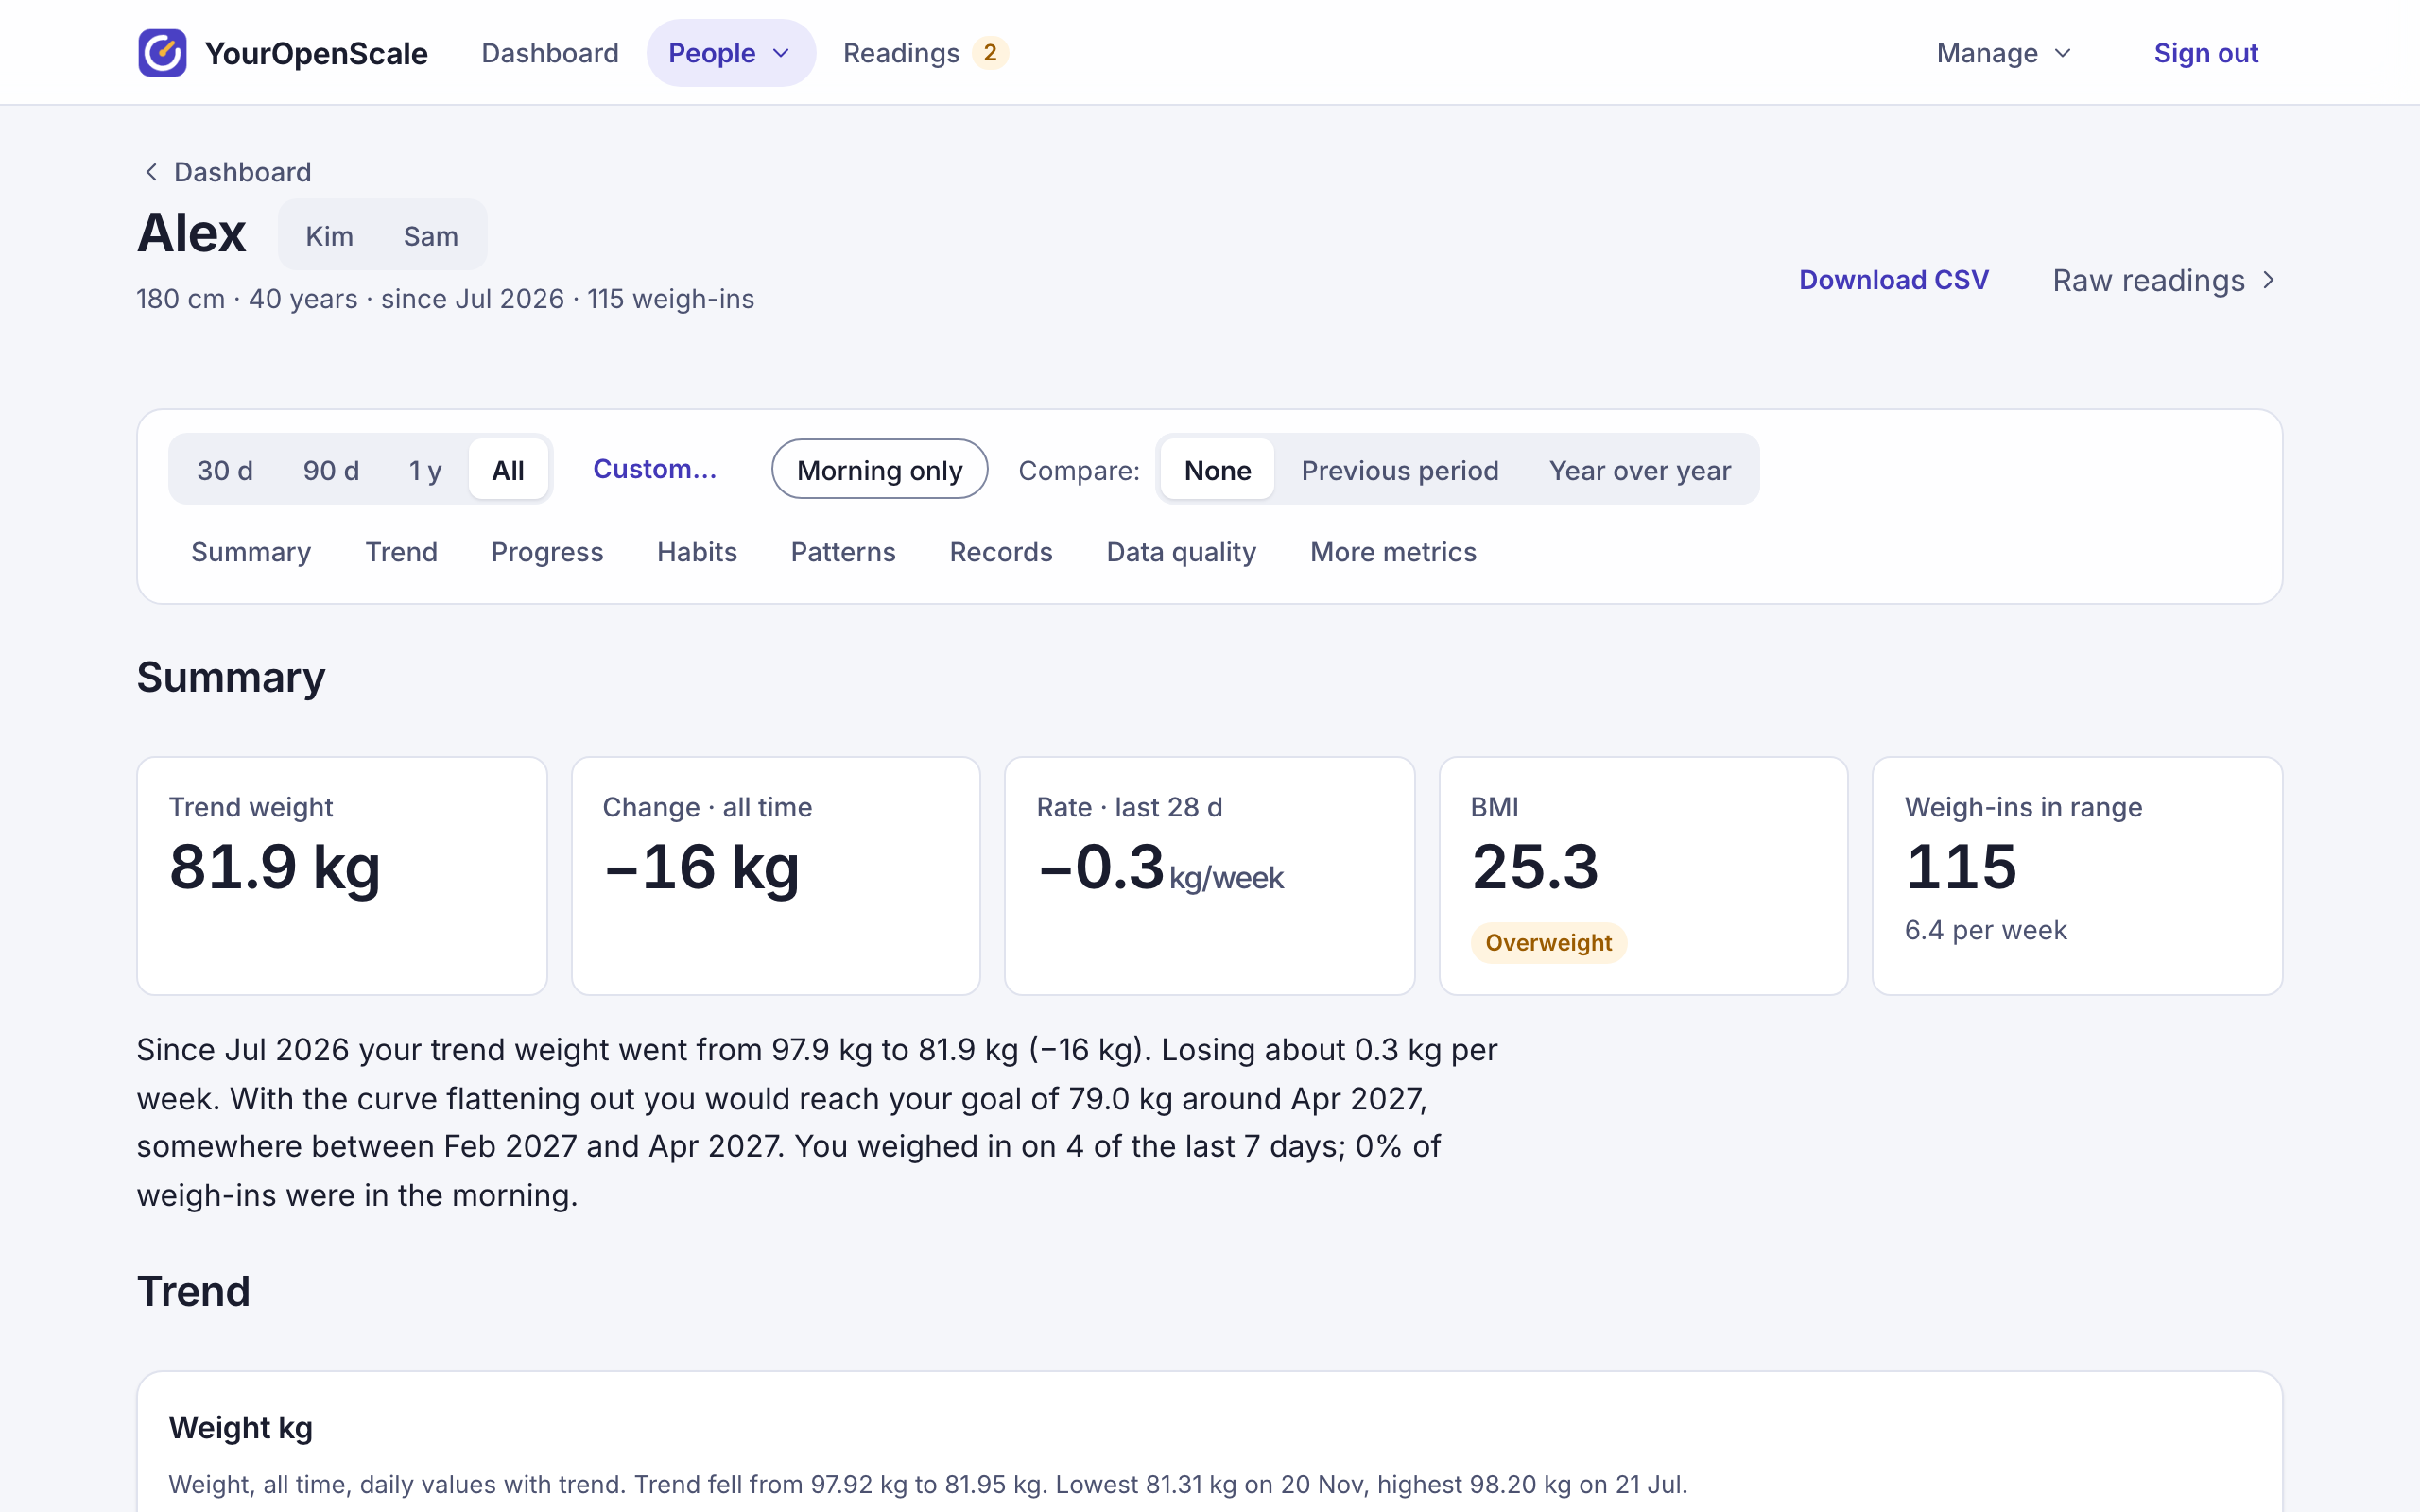 YourOpenScale Dashboard People Readings 2 Manage Sign out
Dashboard
Alex Kim Sam
180 cm · 40 years · since Jul 2026 · 115 weigh-ins
Download CSV Raw readings
30 d 90 d 1 y All Custom... Morning only Compare: None Previous period Year over year
Summary Trend Progress Habits Patterns Records Data quality More metrics
Summary
Trend weight
81.9 kg
Change · all time
−16 kg
Rate · last 28 d
−0.3 kg/week
BMI
25.3
Overweight
Weigh-ins in range
115
6.4 per week
Since Jul 2026 your trend weight went from 97.9 kg to 81.9 kg (−16 kg). Losing about 0.3 kg per
week. With the curve flattening out you would reach your goal of 79.0 kg around Apr 2027,
somewhere between Feb 2027 and Apr 2027. You weighed in on 4 of the last 7 days; 0% of
weigh-ins were in the morning.
Trend
Weight kg
Weight, all time, daily values with trend. Trend fell from 97.92 kg to 81.95 kg. Lowest 81.31 kg on 20 Nov, highest 98.20 kg on 21 Jul.